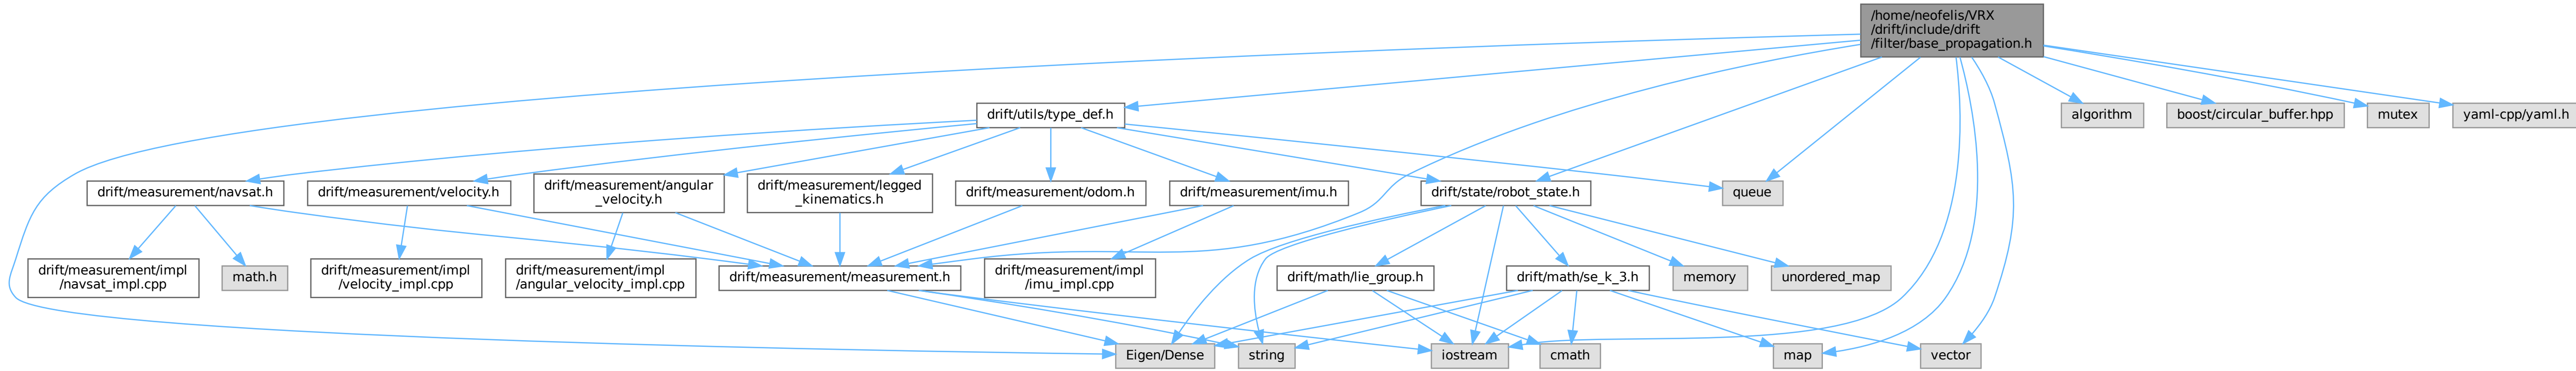 /home/neofelis/VRX
/drift/include/drift
/filter/base_propagation.h
drift/utils/type_def.h
algorithm
boost/circular_buffer.hpp
mutex
yaml-cpp/yaml.h
drift/measurement/navsat.h
drift/measurement/velocity.h
drift/measurement/angular
_velocity.h
drift/measurement/legged
_kinematics.h
drift/measurement/odom.h
drift/measurement/imu.h
drift/state/robot_state.h
queue
drift/measurement/impl
/navsat_impl.cpp
math.h
drift/measurement/impl
/velocity_impl.cpp
drift/measurement/impl
/angular_velocity_impl.cpp
drift/measurement/measurement.h
drift/measurement/impl
/imu_impl.cpp
drift/math/lie_group.h
drift/math/se_k_3.h
memory
unordered_map
Eigen/Dense
string
iostream
cmath
map
vector